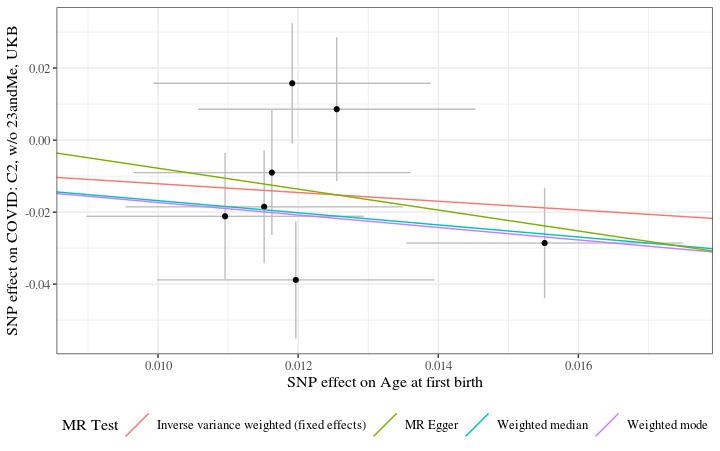 SNP effect on COVID: C2, w/o 23andMe, UKB
0.02
0.00
-0.02
-0.04
0.010
0.012
0.014
0.016
SNP effect on Age at first birth
MR Test
Inverse variance weighted (fixed effects)
MR Egger
Weighted median
Weighted mode